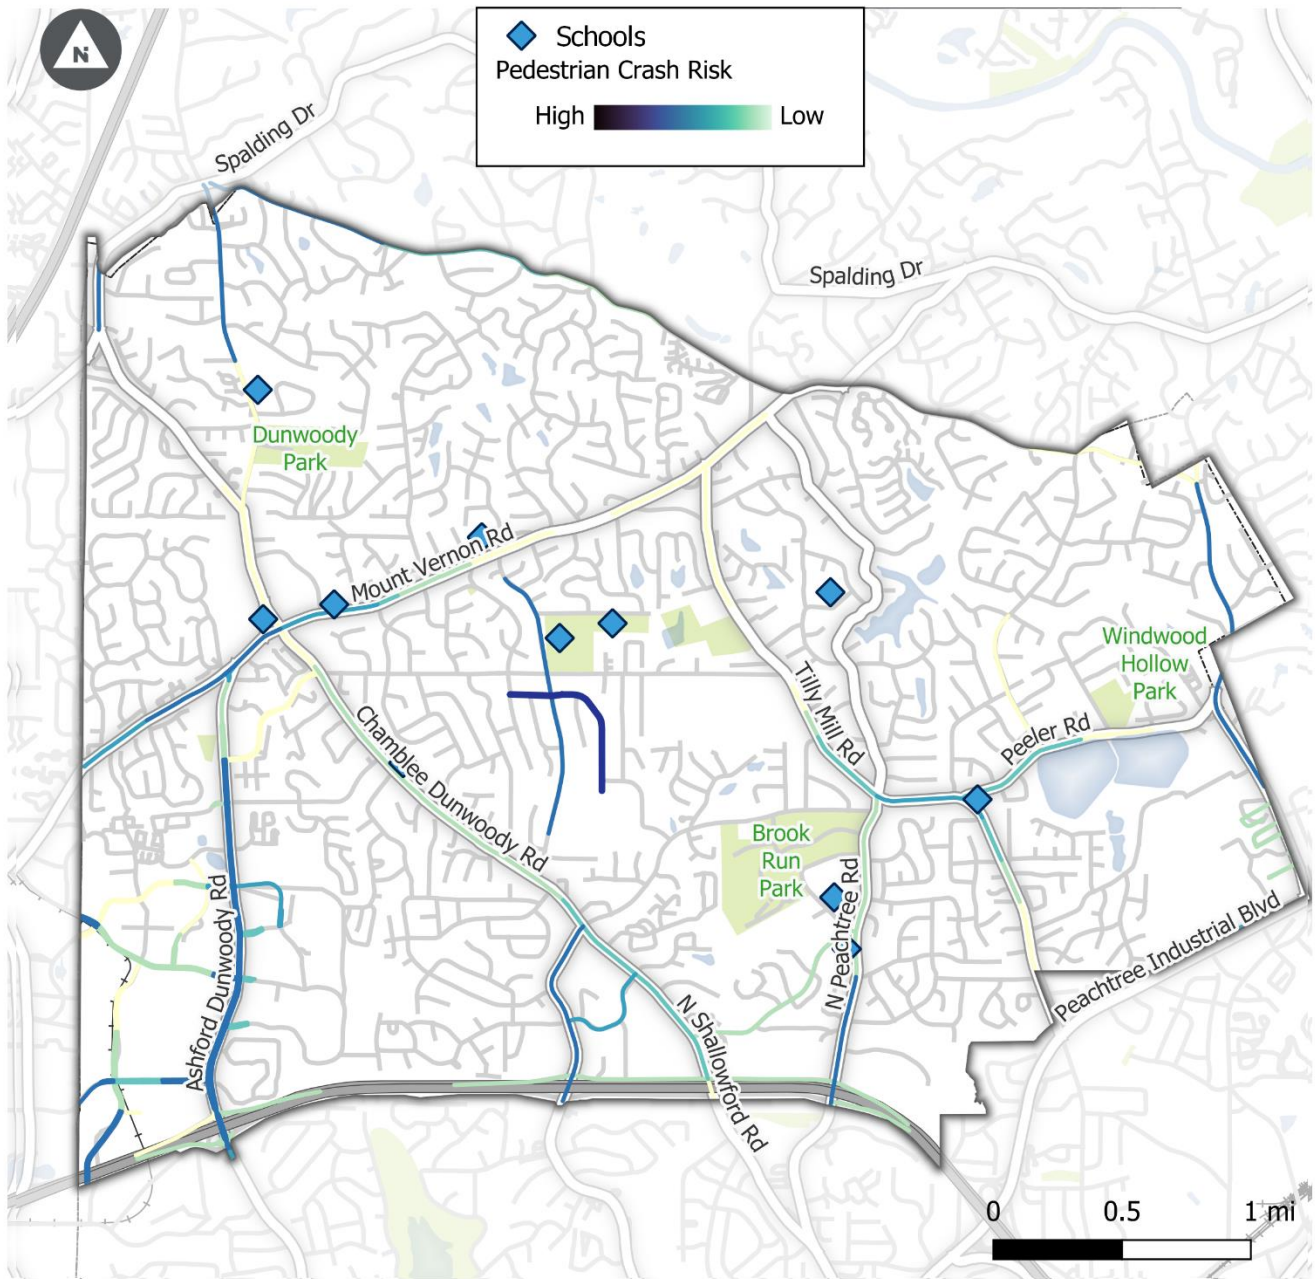 N
Schools
Pedestrian Crash Risk
High
Low
Spalding Dr
Spalding Dr
Dunwoody
Park
Mount Vernon Rd
Windwood
Hollow
Park
Tilly Mill Rd
Peeler Rd
Chamblee Dunwoody Rd
Brook
Run
Park
N Peachtree Rd
Ashford Dunwoody Rd
Peachtree Industrial Blvd
N Shallowford Rd
0
0.5
1 mi